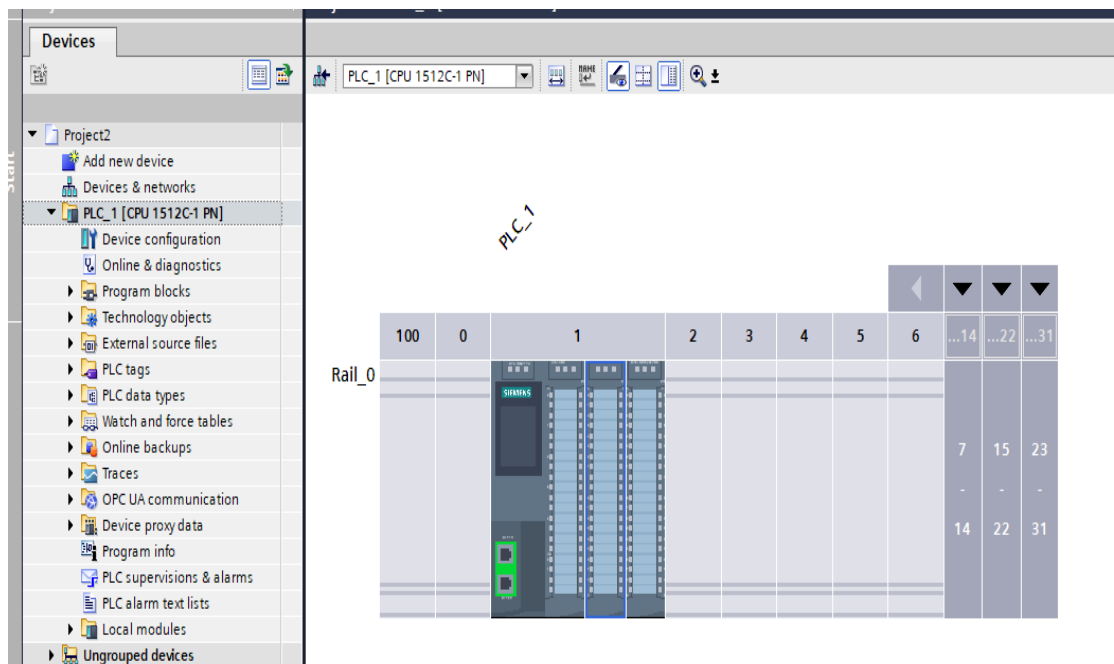 Devices
PLC_1 [CPU 1512C-1 PN]
NAME
Start
Project2
Add new device
Devices & networks
PLC_1 [CPU 1512C-1 PN]
Device configuration
Online & diagnostics
Program blocks
Technology objects
External source files
PLC tags
PLC data types
Watch and force tables
Online backups
Traces
OPC UA communication
Device proxy data
Program info
PLC supervisions & alarms
PLC alarm text lists
Local modules
Ungrouped devices
PLC_1
100 0 1 2 3 4 5 6 ...14 ...22 ...31
Rail_0
SIEMENS
7 15 23
- - -
14 22 31